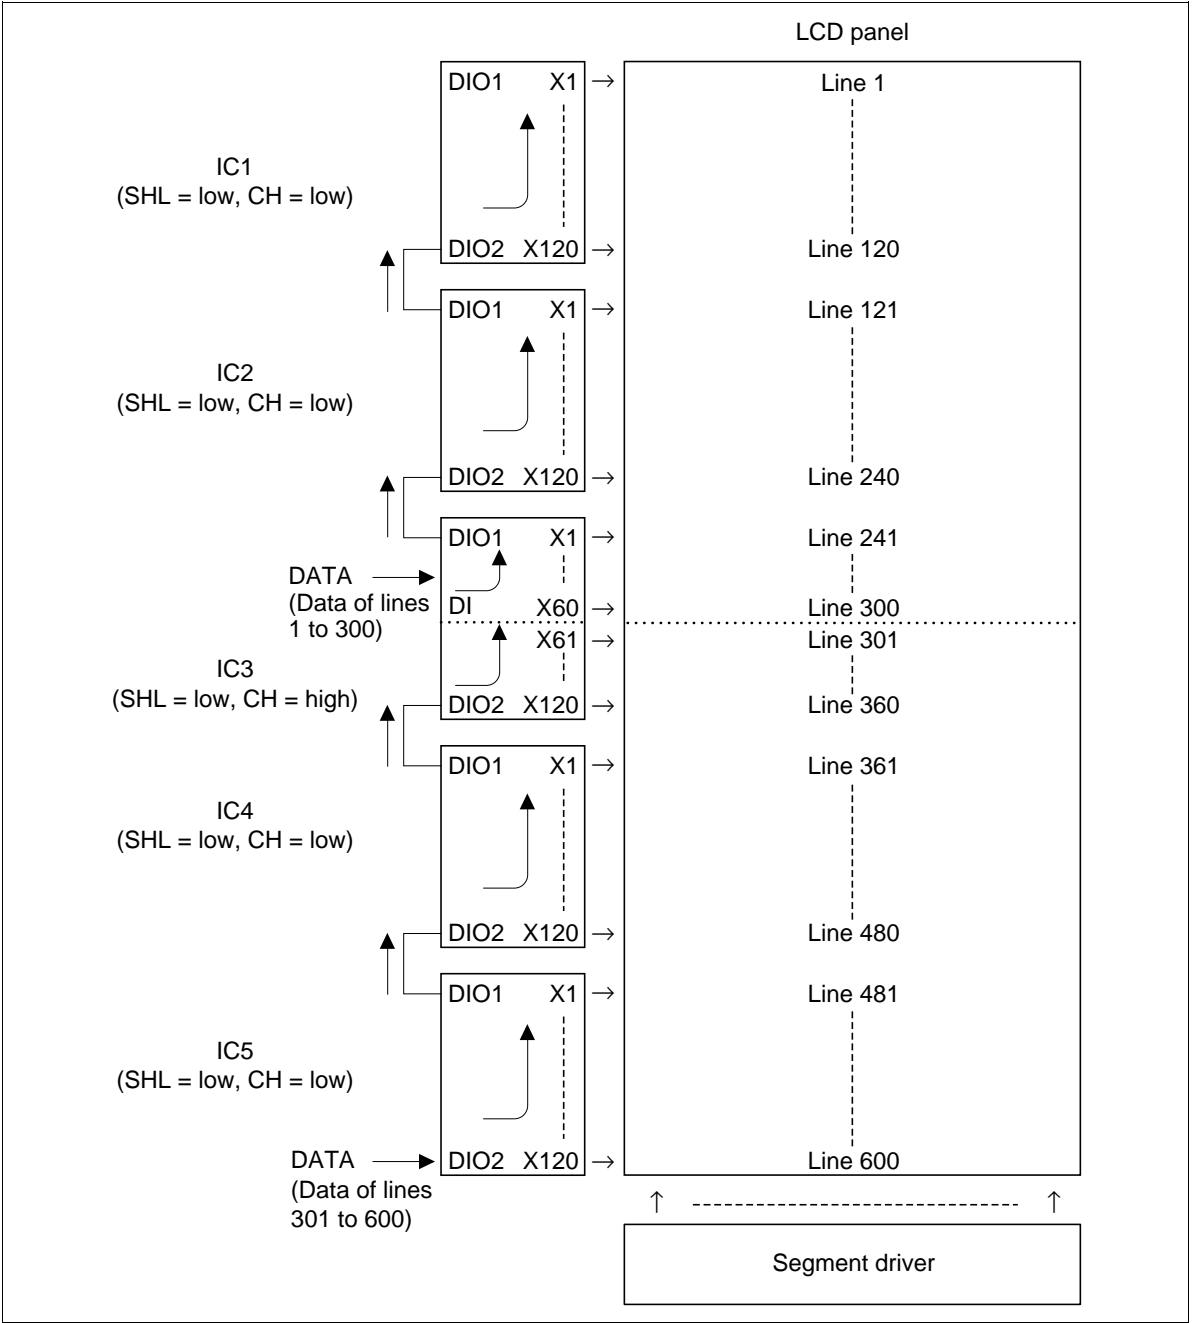 LCD panel
DIO1 X1 → Line 1
IC1
(SHL = low, CH = low)
DIO2 X120 → Line 120
DIO1 X1 → Line 121
IC2
(SHL = low, CH = low)
DIO2 X120 → Line 240
DIO1 X1 → Line 241
DATA
(Data of lines
1 to 300)
DI X60 → Line 300
X61 → Line 301
IC3
(SHL = low, CH = high)
DIO2 X120 → Line 360
DIO1 X1 → Line 361
IC4
(SHL = low, CH = low)
DIO2 X120 → Line 480
DIO1 X1 → Line 481
IC5
(SHL = low, CH = low)
DATA
DIO2 X120 → Line 600
(Data of lines
301 to 600)
Segment driver